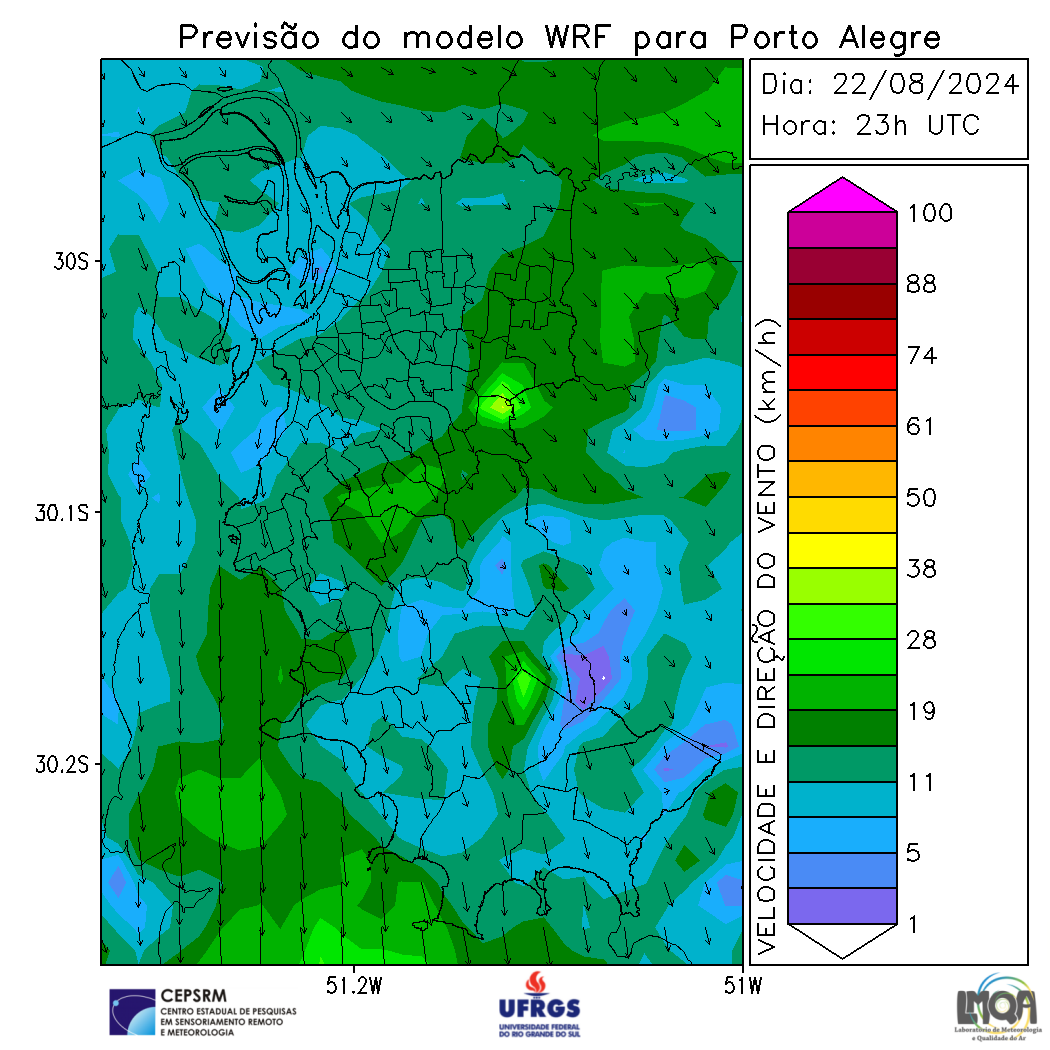 Previsão do modelo WRF para Porto Alegre
Dia: 22/08/2024
Hora: 23h UTC
30S
30.1S
30.2S
51.2W
51W
VELOCIDADE E DIREÇÃO DO VENTO (km/h)
100
88
74
61
50
38
28
19
11
5
1
CEPSRM
CENTRO ESTADUAL DE PESQUISAS
EM SENSORIAMENTO REMOTO
E METEOROLOGIA
UFRGS
UNIVERSIDADE FEDERAL
DO RIO GRANDE DO SUL
LMQA
Laboratório de Meteorologia
e Qualidade do Ar